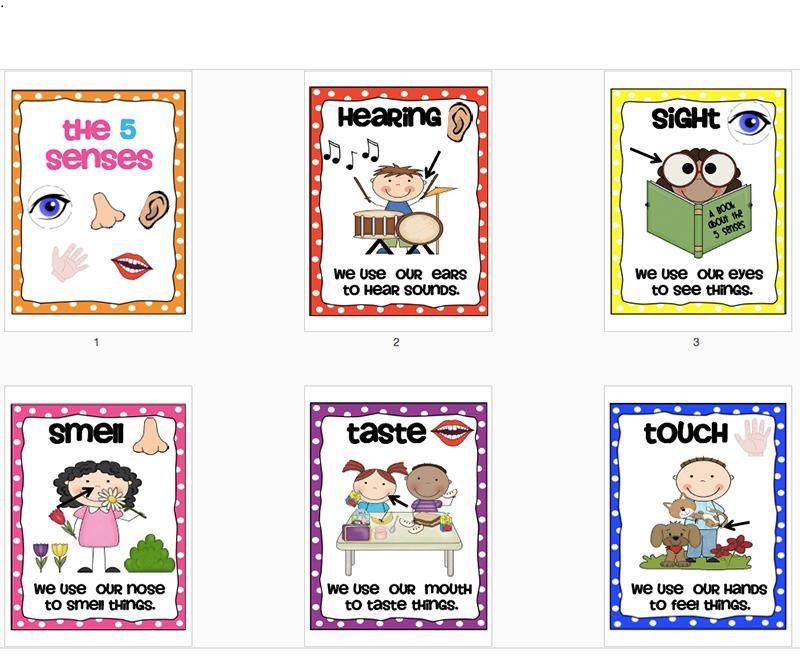 .
the 5
senses
Hearing
We use our ears
to hear sounds.
Sight
A Book
about the
5 senses
We use our eyes
to see things.
1
2
3
smell
We use our nose
to smell things.
taste
We use our mouth
to taste things.
touch
We use our hands
to feel things.